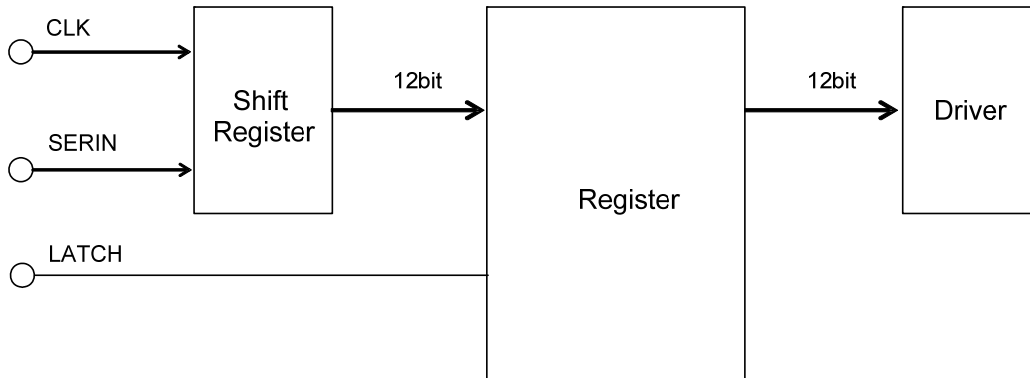 CLK
12bit
12bit
Shift
Register
Driver
SERIN
Register
LATCH